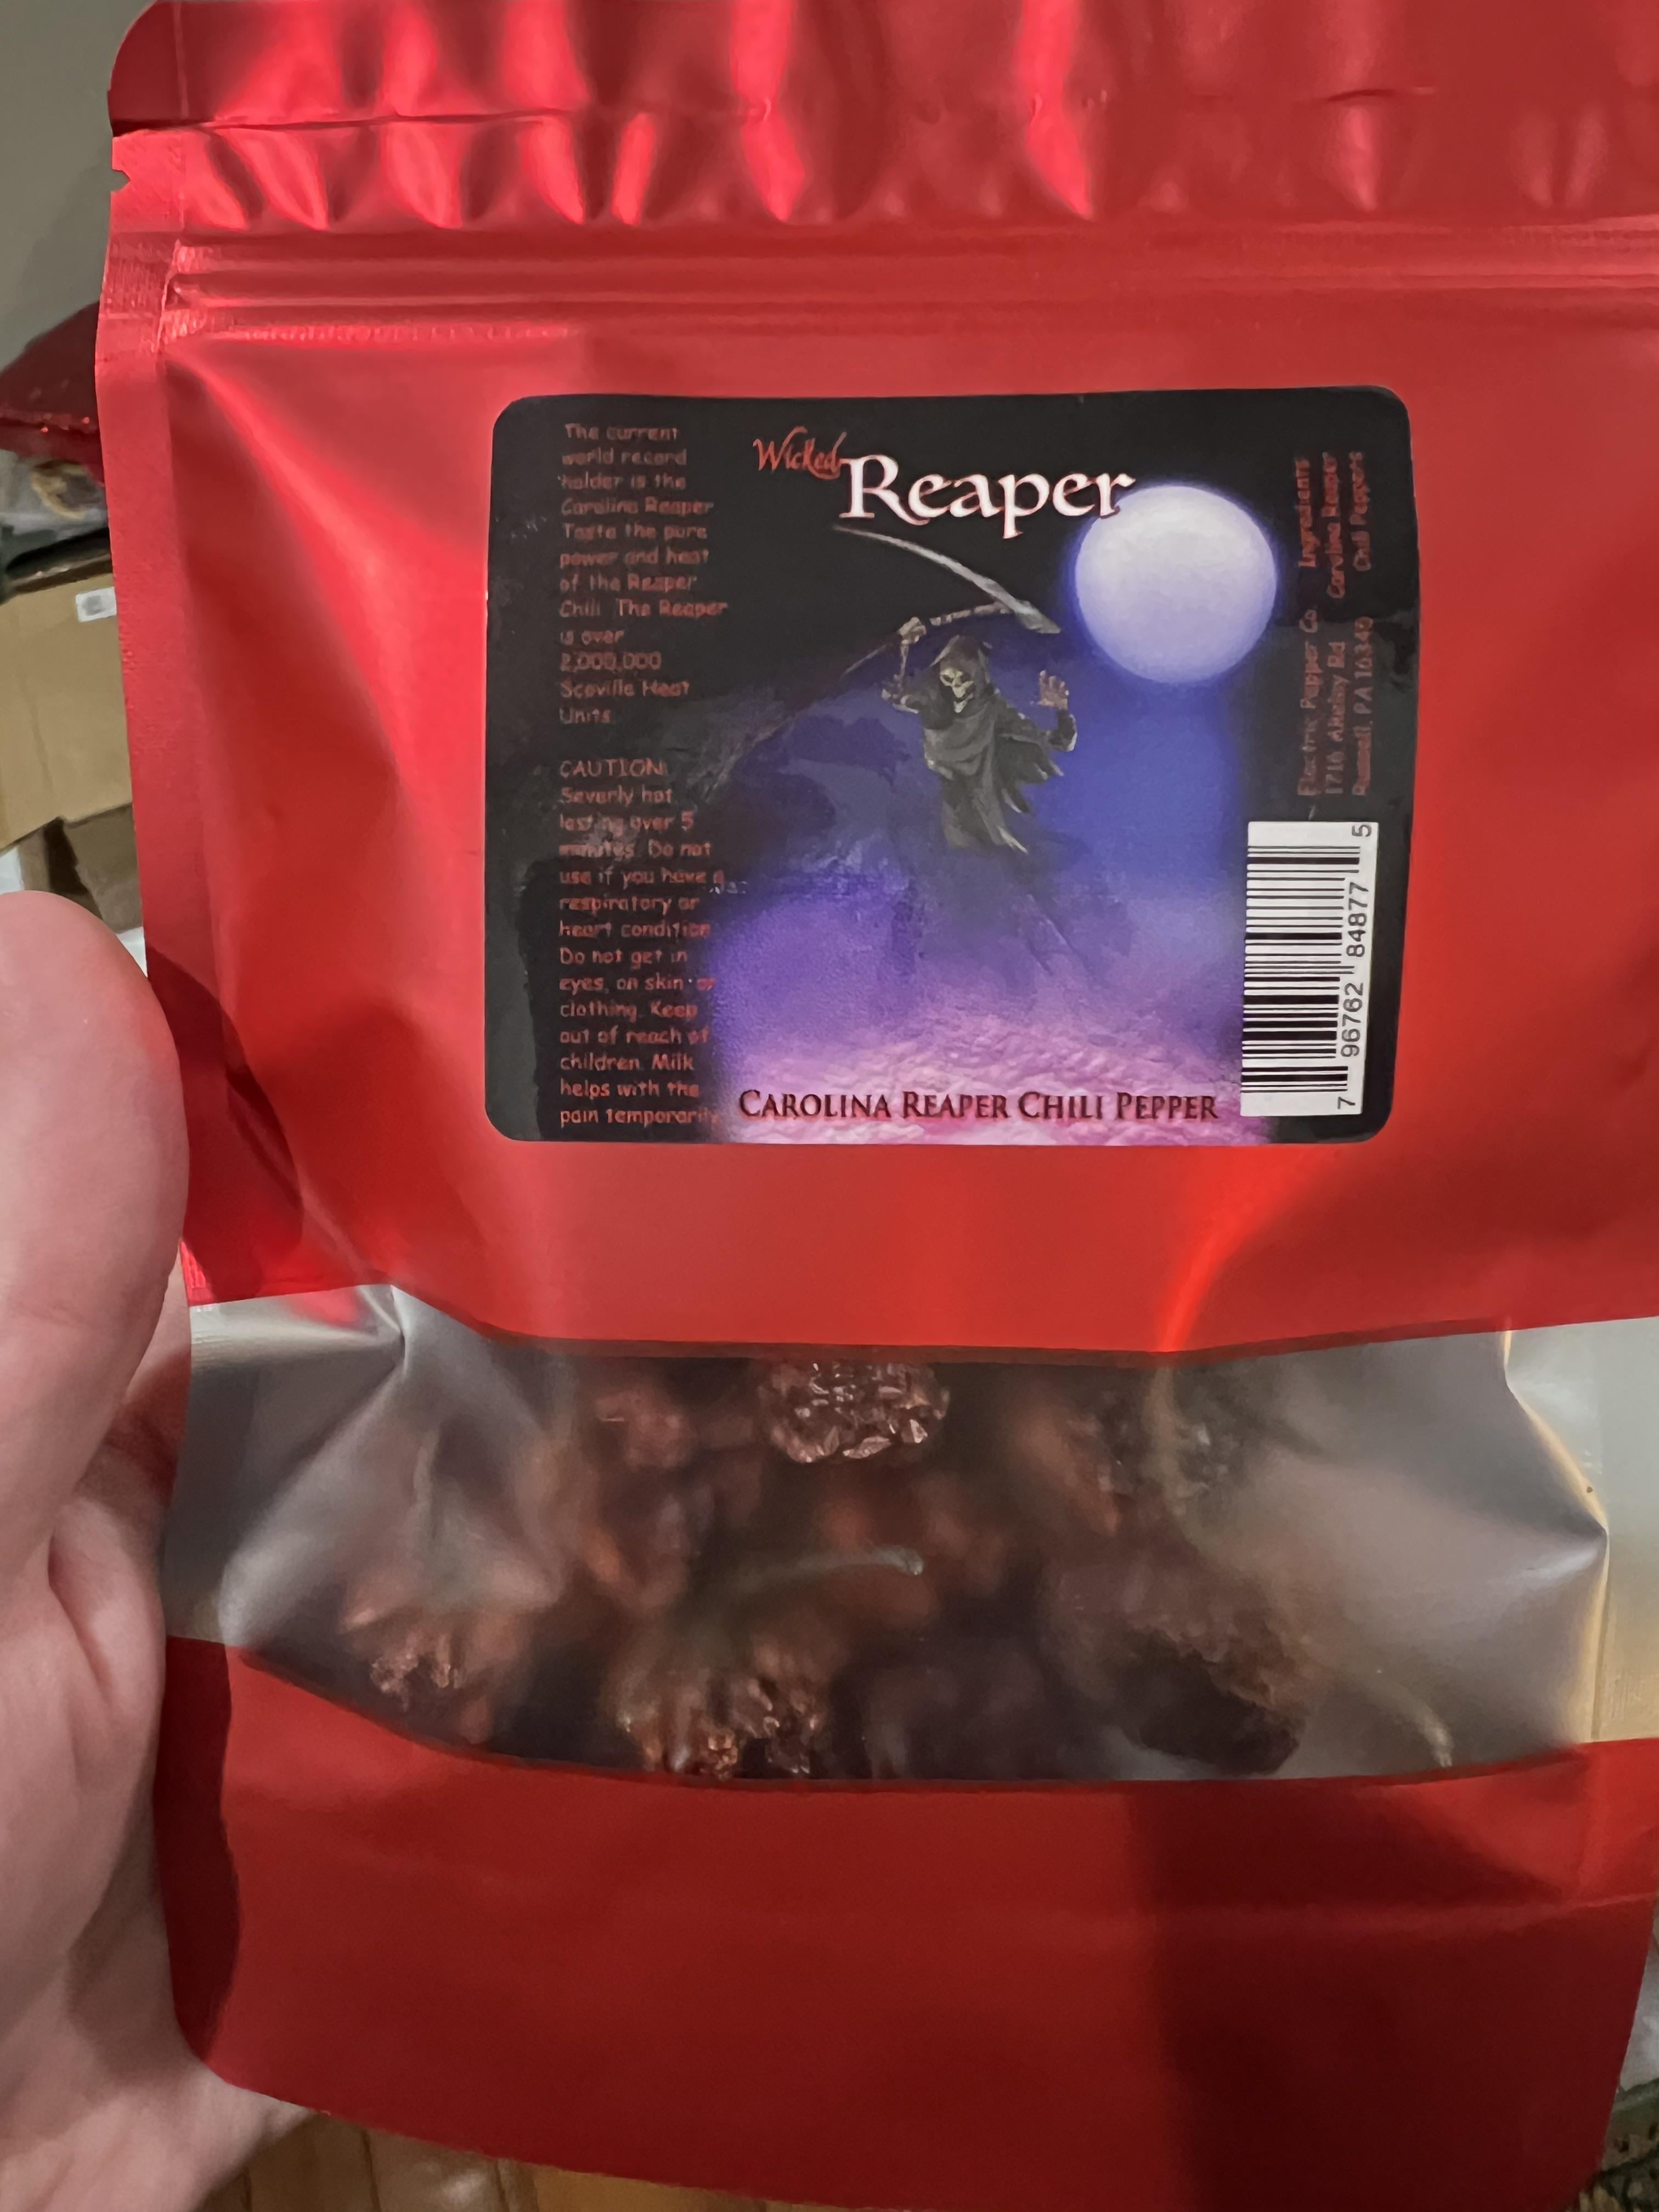 The current
world record
holder is the
Carolina Reaper
Taste the pure
power and heat
of the Reaper
Chili. The Reaper
is over
2,000,000
Scoville Heat
Units.
CAUTION:
Severly hot
lasting over 5
minutes. Do not
use if you have a
respiratory or
heart condition
Do not get in
eyes, on skin or
clothing. Keep
out of reach of
children. Milk
helps with the
pain temporarily
Wicked
Reaper
CAROLINA REAPER CHILI PEPPER
Ingredients
Carolina Reaper
Chili Peppers
Electric Pepper Co.
1716 Rd
Russell, PA 16345
7 96762 84877 5